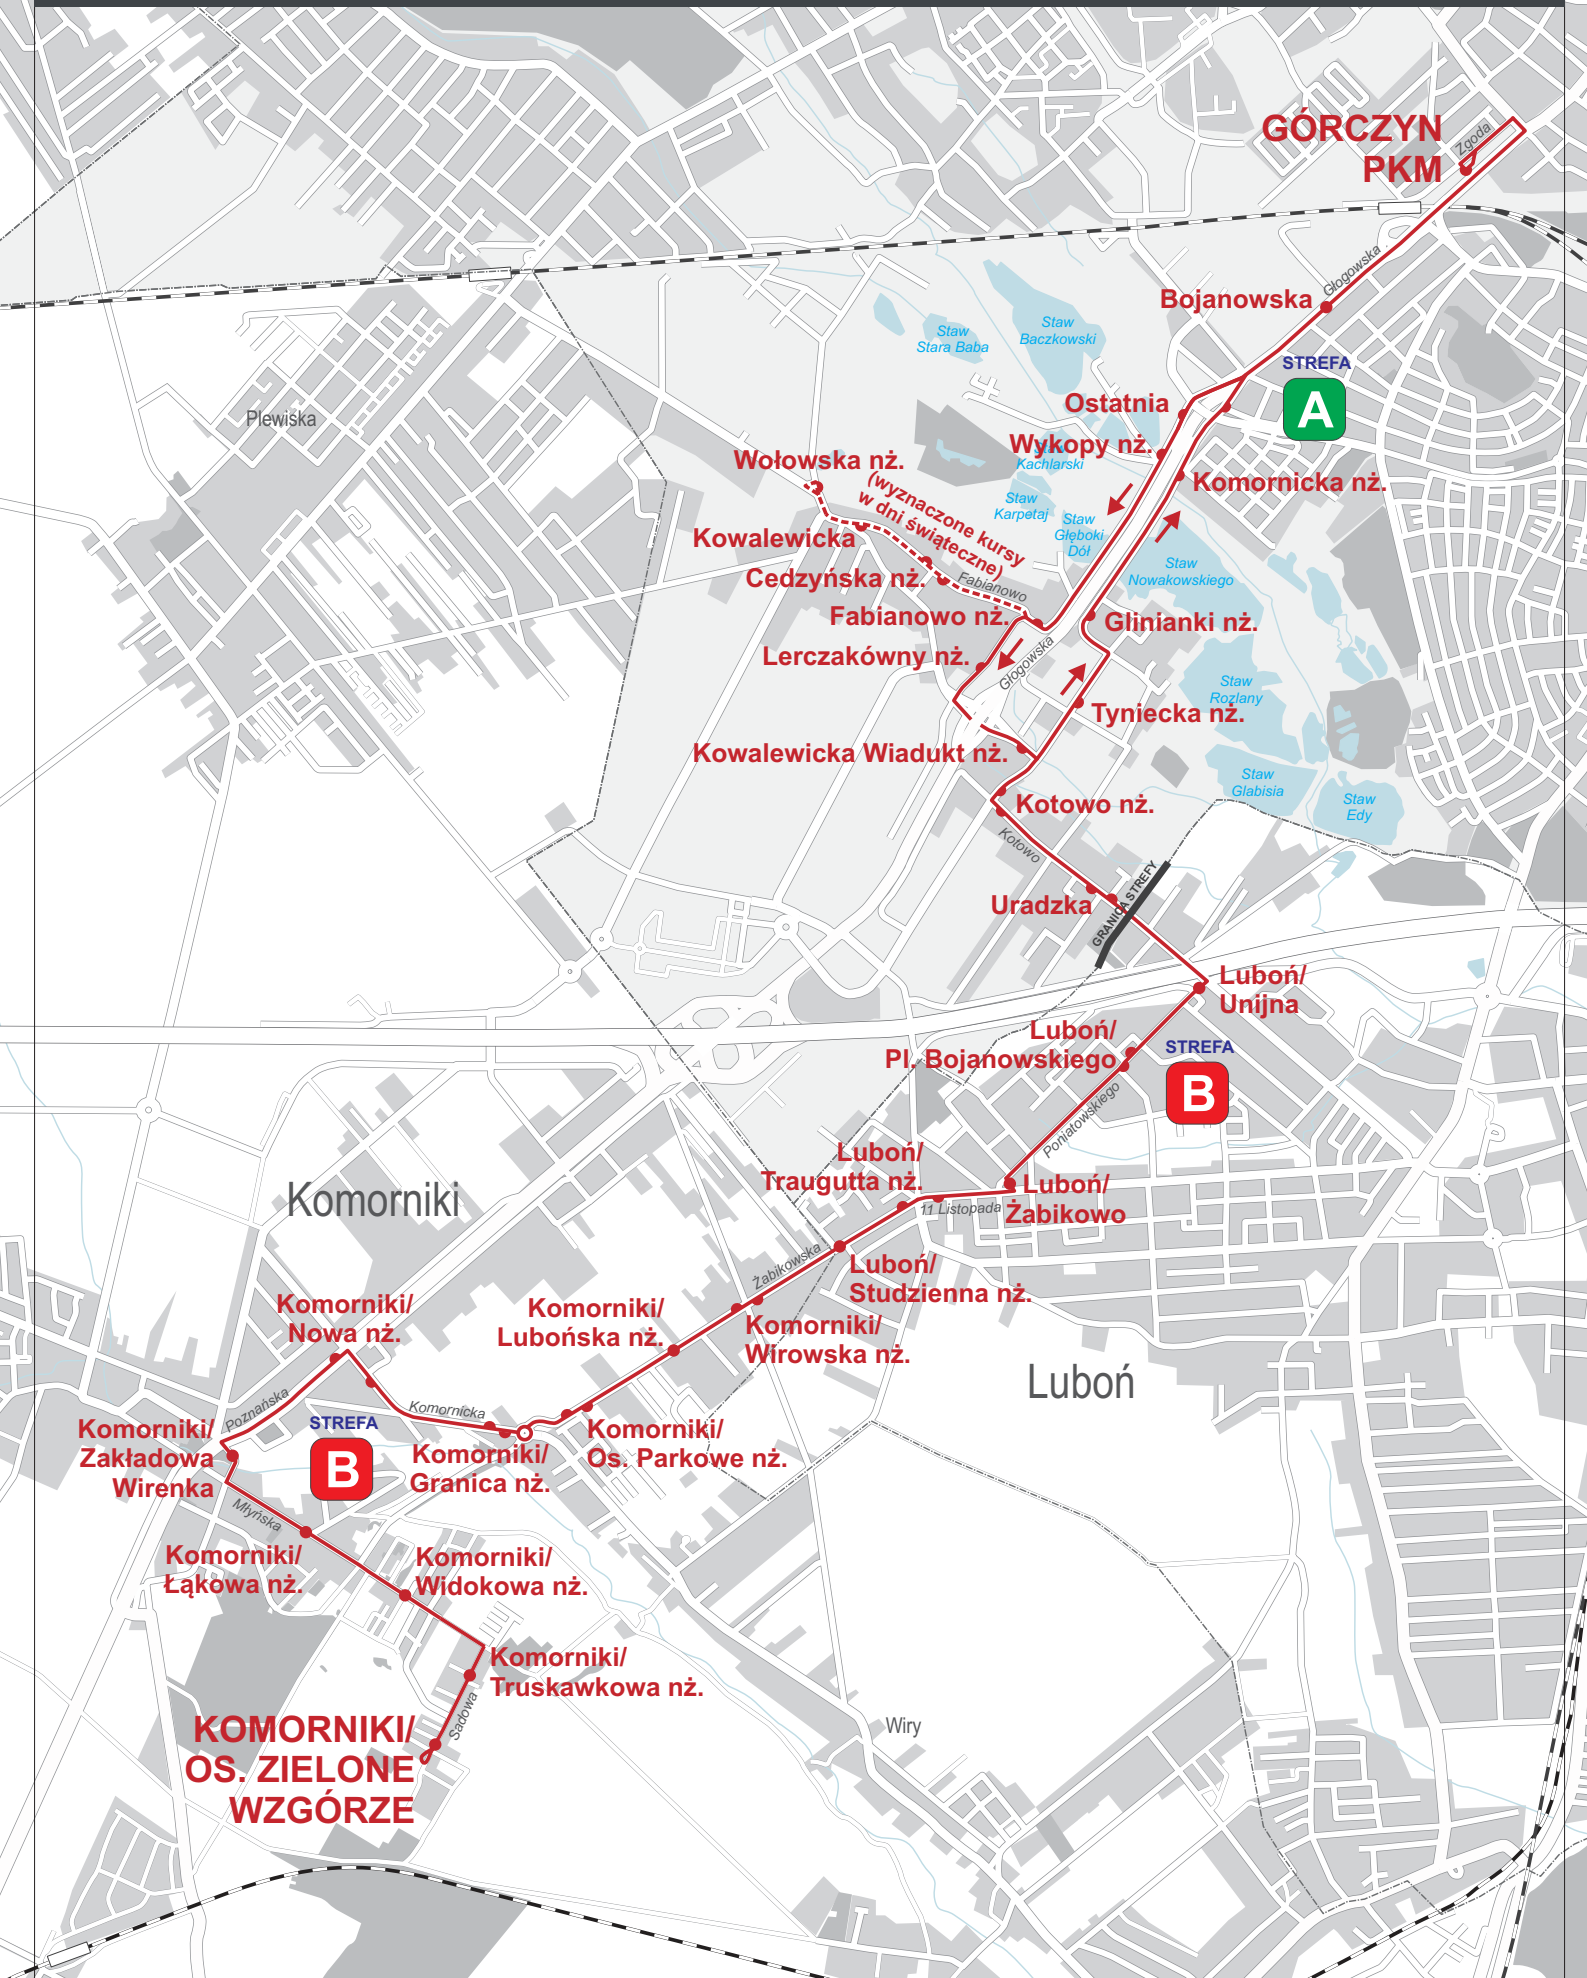 GÓRCZYN
PKM
Zgoda
Głogowska
Bojanowska
STREFA
A
Staw
Stara Baba
Staw
Baczkowski
Ostatnia
Wykopy nż.
Staw
Kachlarski
Komornicka nż.
Plewiska
Wołowska nż.
(wyznaczone kursy
w dni świąteczne)
Staw
Karpetaj
Staw
Głęboki
Dół
Kowalewicka
Cedzyńska nż.
Fabianowo
Staw
Nowakowskiego
Fabianowo nż.
Glinianki nż.
Lerczakówny nż.
Głogowska
Staw
Rozlany
Tyniecka nż.
Kowalewicka Wiadukt nż.
Staw
Glabisia
Staw
Edy
Kotowo nż.
Kotowo
Uradzka
GRANICA STREFY
Luboń/
Unijna
Luboń/
Pl. Bojanowskiego
STREFA
B
Poniatowskiego
Luboń/
Traugutta nż.
Luboń/
Żabikowo
11 Listopada
Komorniki
Żabikowska
Luboń/
Studzienna nż.
Komorniki/
Nowa nż.
Komorniki/
Lubońska nż.
Komorniki/
Wirowska nż.
Luboń
Poznańska
Komornicka
STREFA
B
Komorniki/
Zakładowa
Wirenka
Komorniki/
Granica nż.
Komorniki/
Os. Parkowe nż.
Młyńska
Komorniki/
Łąkowa nż.
Komorniki/
Widokowa nż.
Komorniki/
Truskawkowa nż.
Sadowa
KOMORNIKI/
OS. ZIELONE
WZGÓRZE
Wiry